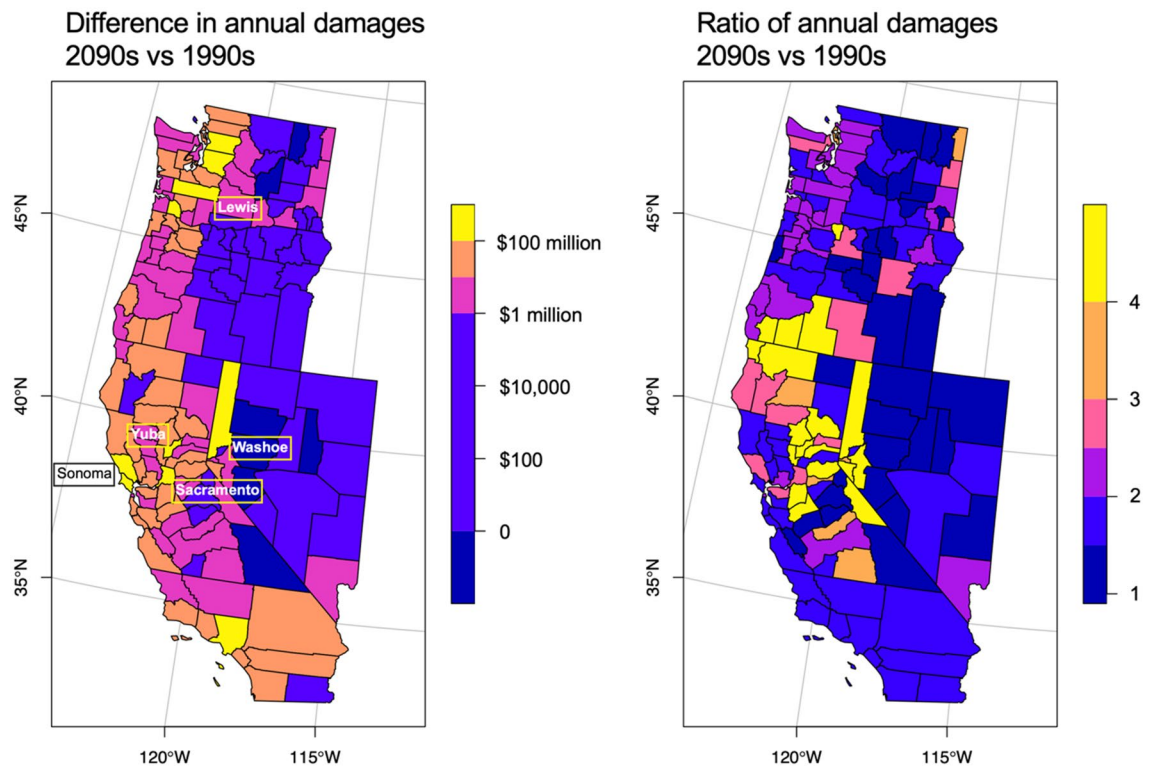 Difference in annual damages
2090s vs 1990s
45°N
40°N
35°N
120°W
115°W
Lewis
Yuba
Washoe
Sonoma
Sacramento
$100 million
$1 million
$10,000
$100
0
Ratio of annual damages
2090s vs 1990s
45°N
40°N
35°N
120°W
115°W
4
3
2
1